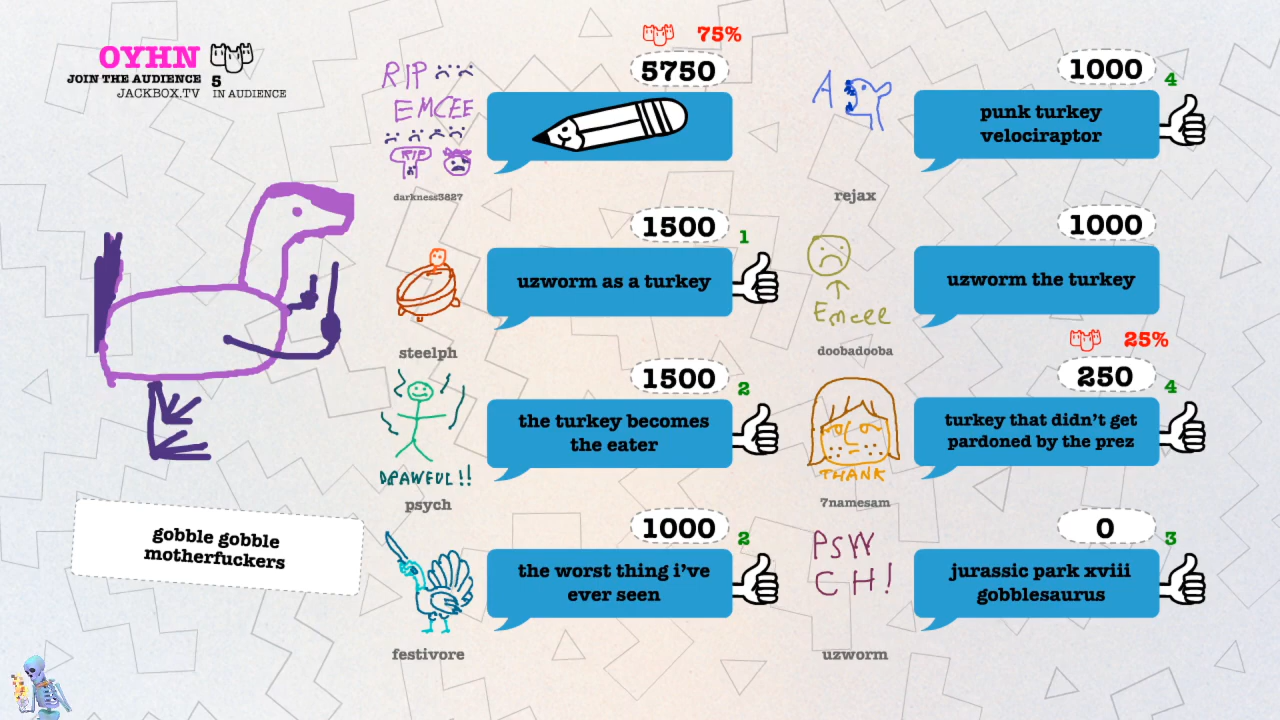 OYHN
JOIN THE AUDIENCE
JACKBOX.TV
5
IN AUDIENCE
gobble gobble
motherfuckers
RIP
EMCEE
RIP
darkness3827
75%
5750
steelph
1500
1
uzworm as a turkey
DRAWFUL!!
psych
1500
2
the turkey becomes
the eater
festivore
1000
2
the worst thing i've
ever seen
A
rejax
1000
4
punk turkey
velociraptor
Emcee
doobadooba
1000
uzworm the turkey
THANK
7namesam
25%
250
4
turkey that didn't get
pardoned by the prez
PSY
CH!
uzworm
0
3
jurassic park xviii
gobblesaurus